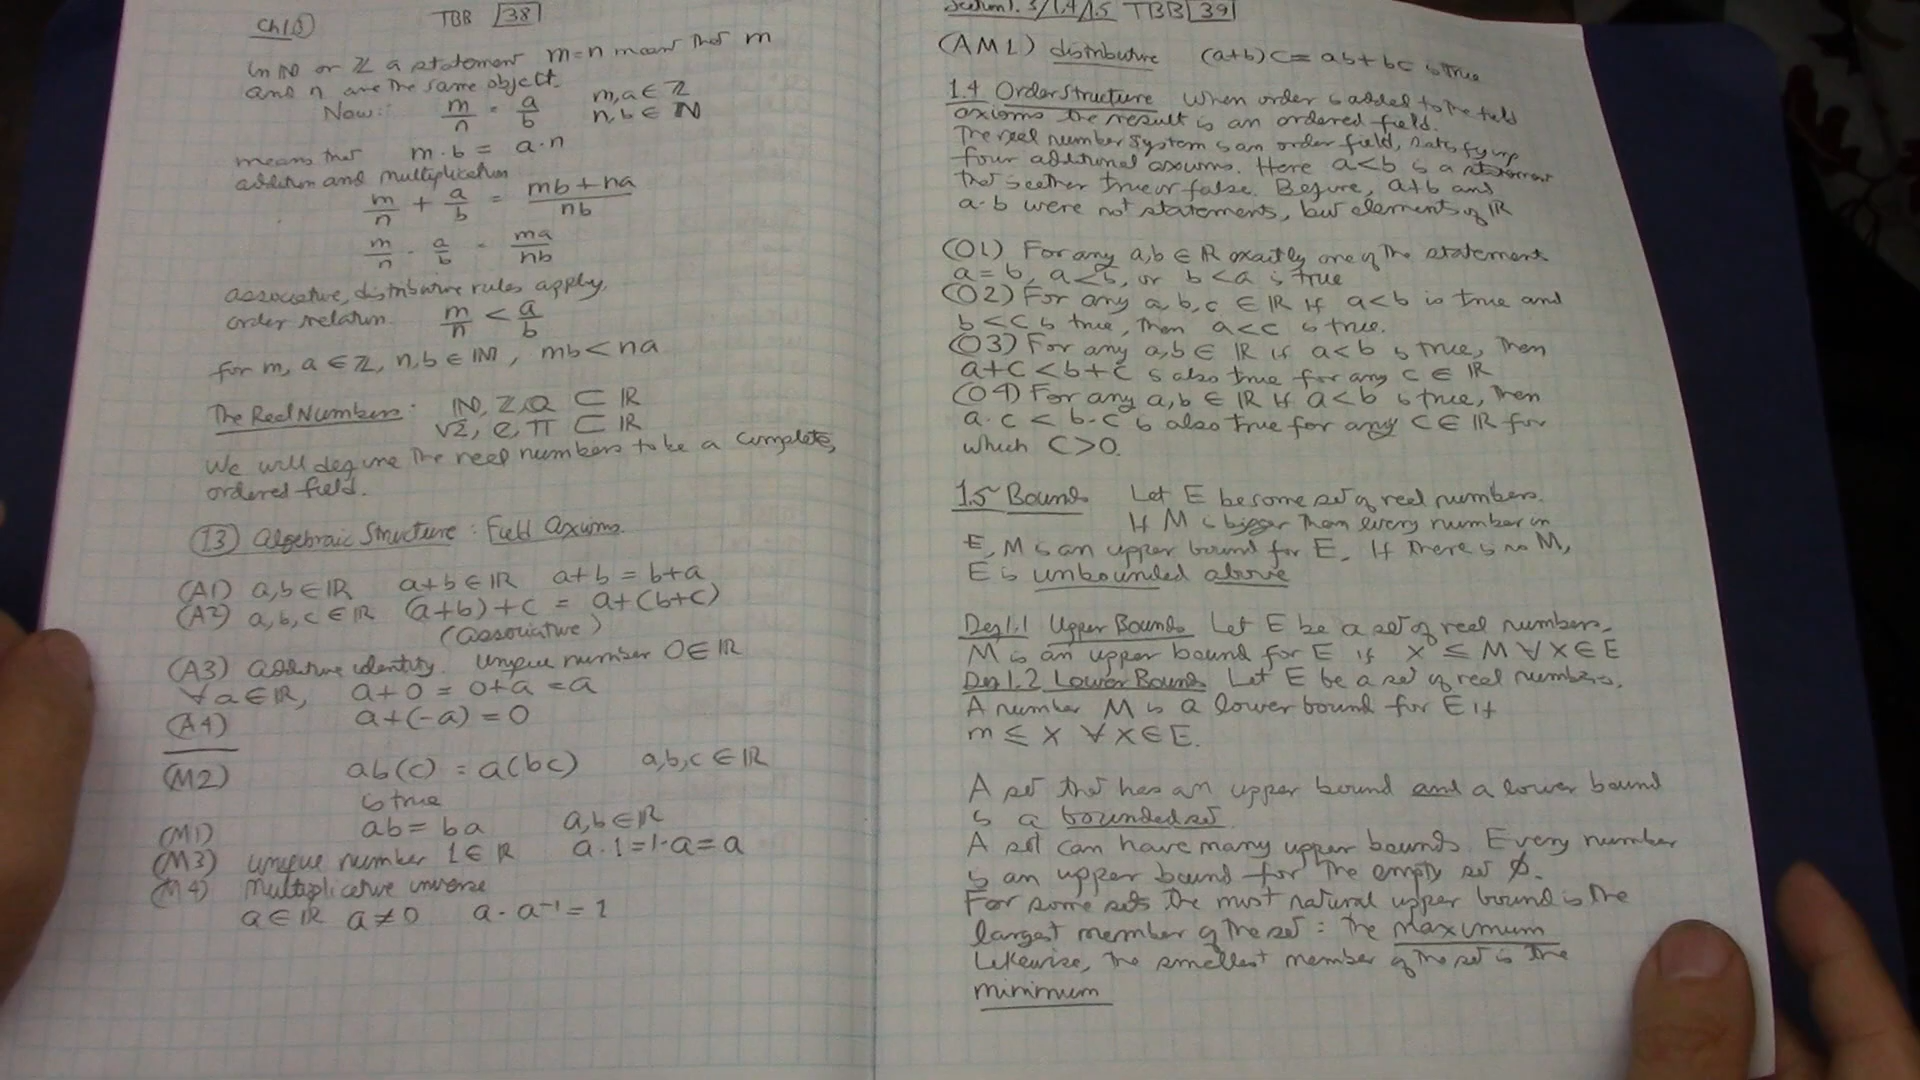 Ch 1.3 TBB 38
In ℕ or ℤ a statement m=n means that m
and n are the same object.
Now: m/n = a/b m,a ∈ ℤ n,b ∈ ℕ
means that m·b = a·n
addition and multiplication
m/n + a/b = (mb+na)/nb
m/n · a/b = ma/nb
associative, distributive rules apply.
order relation m/n < a/b
for m, a ∈ ℤ, n,b ∈ ℕ, mb<na
The Real Numbers: ℕ, ℤ, Q ⊂ ℝ
√2, e, π ⊂ ℝ
We will define the real numbers to be a complete,
ordered field.
1.3 Algebraic Structure: Field Axioms.
(A1) a,b∈ℝ a+b∈ℝ a+b=b+a
(A2) a,b,c∈ℝ (a+b)+c = a+(b+c)
(associative)
(A3) additive identity. unique number 0∈ℝ
∀a∈ℝ, a+0 = 0+a = a
(A4) a+(-a)=0
(M2) ab(c) = a(bc) a,b,c∈ℝ
is true
(M1) ab = ba a,b∈ℝ
(M3) unique number 1∈ℝ a·1=1·a=a
(M4) Multiplicative inverse
a∈ℝ a≠0 a·a⁻¹=1
Section 1.3/1.4/1.5 TBB 39
(AM1) distributive (a+b)c = ab+bc is true
1.4 Order Structure When order is added to the field
axioms the result is an ordered field.
The real number system is an order field, satisfying
four additional axioms. Here a<b is a statement
that is either true or false. Before, a+b and
a·b were not statements, but elements of ℝ
(O1) For any a,b ∈ ℝ exactly one of the statement
a=b, a<b, or b<a is true
(O2) For any a,b,c ∈ ℝ if a<b is true and
b<c is true, then a<c is true.
(O3) For any a,b ∈ ℝ if a<b is true, then
a+c<b+c is also true for any c ∈ ℝ
(O4) For any a,b ∈ ℝ if a<b is true, then
a·c < b·c is also true for any c∈ℝ for
which c>0.
1.5 Bounds Let E be some set of real numbers.
If M is bigger than every number in
E, M is an upper bound for E. If there is no M,
E is unbounded above
Def 1.1 Upper Bounds Let E be a set of real numbers.
M is an upper bound for E if x ≤ M ∀x∈E
Def 1.2 Lower Bounds Let E be a set of real numbers.
A number M is a lower bound for E if
m ≤ x ∀x∈E.
A set that has an upper bound and a lower bound
is a bounded set.
A set can have many upper bounds. Every number
is an upper bound for the empty set ∅.
For some sets the most natural upper bound is the
largest member of the set: the maximum
Likewise, the smallest member of the set is the
minimum